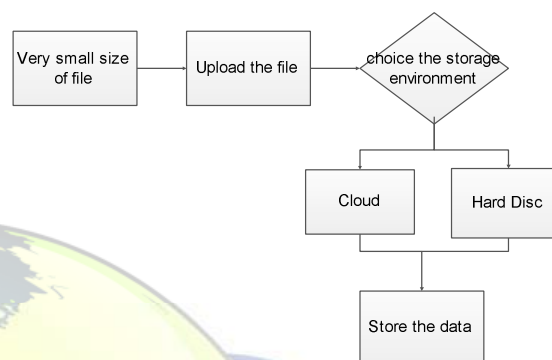 Very small size
of file
Upload the file
choice the storage
environment
Cloud
Hard Disc
Store the data